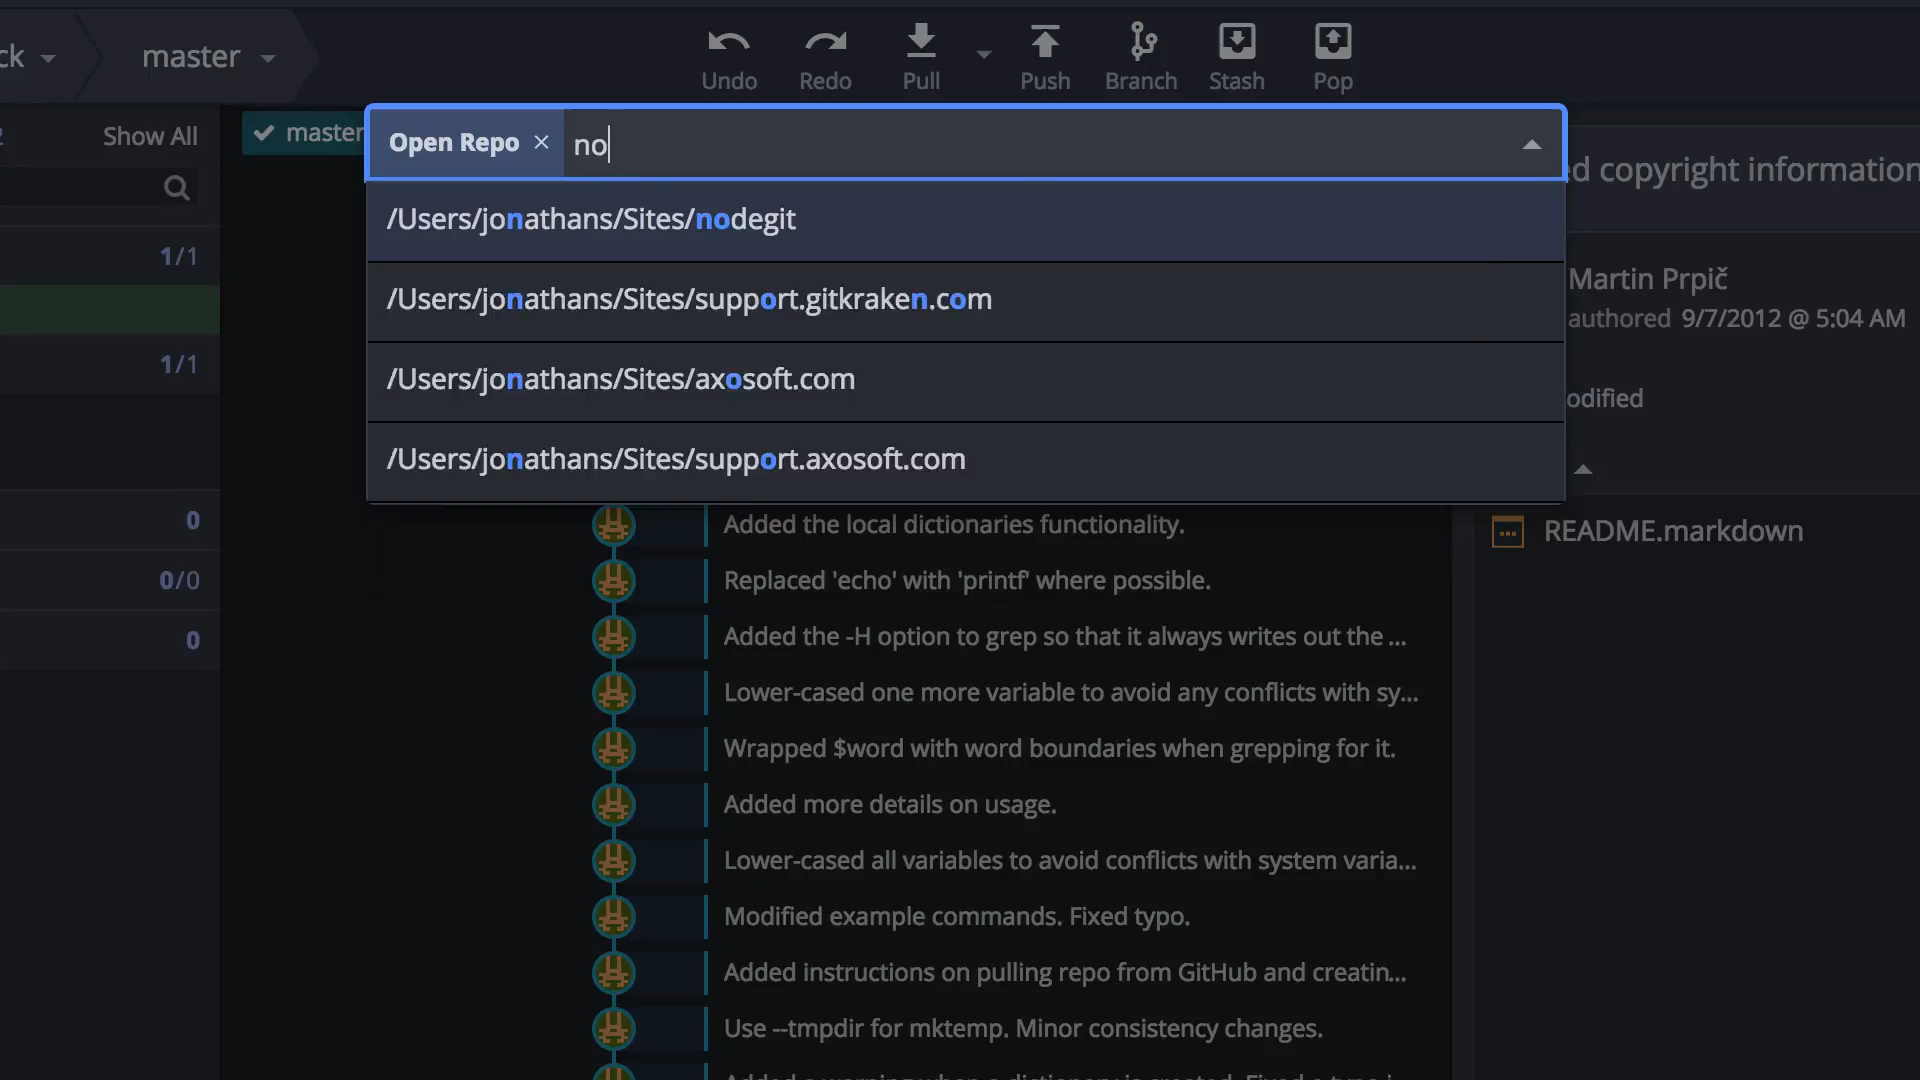 ck
master
Undo
Redo
Pull
Push
Branch
Stash
Pop
Show All
master
Open Repo × no
/Users/jonathans/Sites/nodegit
/Users/jonathans/Sites/support.gitkraken.com
/Users/jonathans/Sites/axosoft.com
/Users/jonathans/Sites/support.axosoft.com
1/1
1/1
0
0/0
0
Added the local dictionaries functionality.
Replaced 'echo' with 'printf' where possible.
Added the -H option to grep so that it always writes out the ...
Lower-cased one more variable to avoid any conflicts with sy...
Wrapped $word with word boundaries when grepping for it.
Added more details on usage.
Lower-cased all variables to avoid conflicts with system varia...
Modified example commands. Fixed typo.
Added instructions on pulling repo from GitHub and creatin...
Use --tmpdir for mktemp. Minor consistency changes.
ed copyright information
Martin Prpič
authored 9/7/2012 @ 5:04 AM
odified
README.markdown